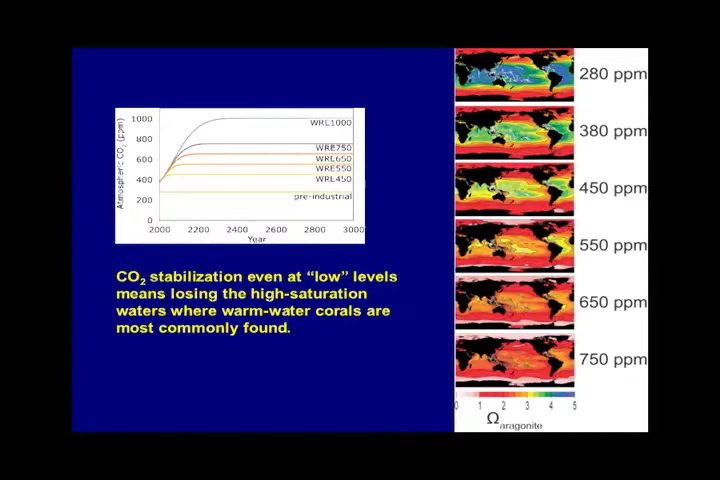 1000
WRE1000
800
WRE750
600
WRE650
WRE550
400
WRE450
200
pre-industrial
0
2000 2200 2400 2600 2800 3000
Year
Atmospheric CO2 (ppm)
CO2 stabilization even at “low” levels
means losing the high-saturation
waters where warm-water corals are
most commonly found.
280 ppm
380 ppm
450 ppm
550 ppm
650 ppm
750 ppm
0 1 2 3 4 5
Ωaragonite